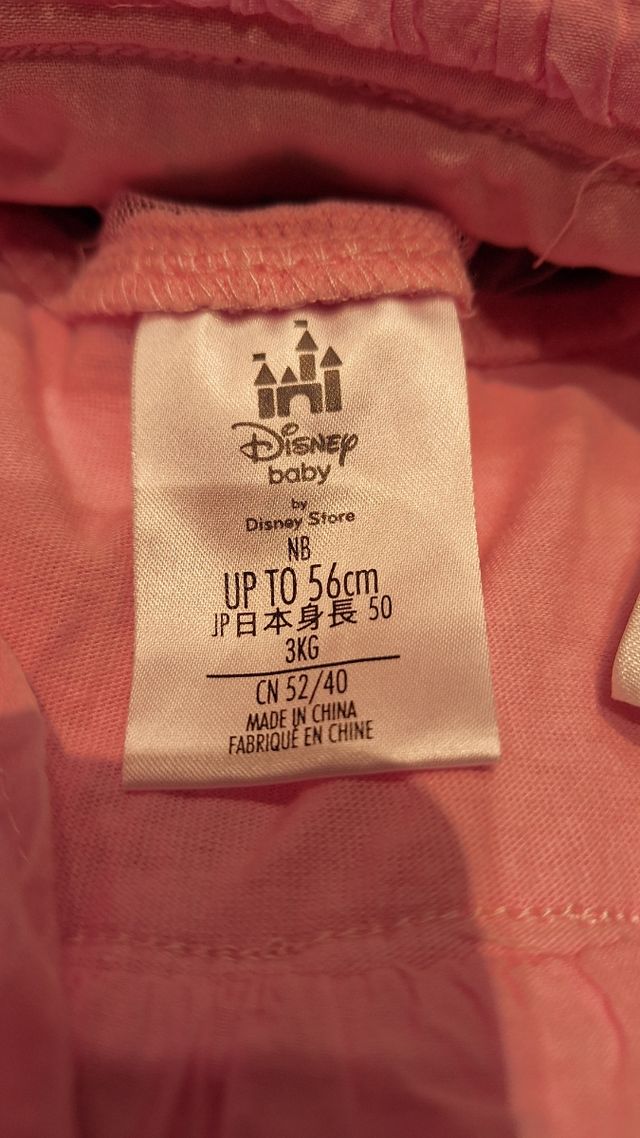 Disney
baby
by
Disney Store
NB
UP TO 56cm
JP日本身長 50
3KG
CN 52/40
MADE IN CHINA
FABRIQUÉ EN CHINE